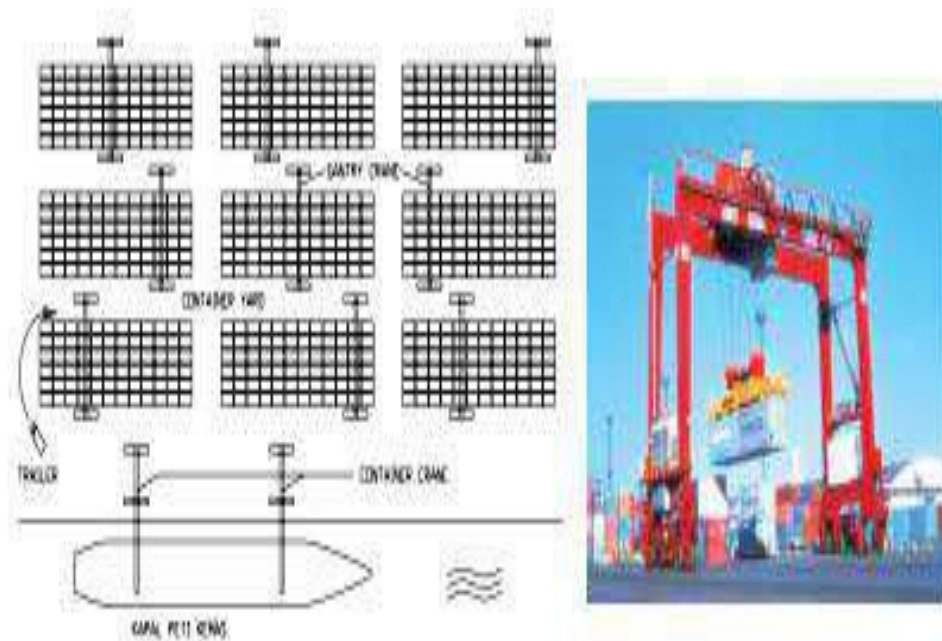 GANTRY CRANE
CONTAINER YARD
TRAILER
CONTAINER CRANE
KAPAL PETI KEMAS